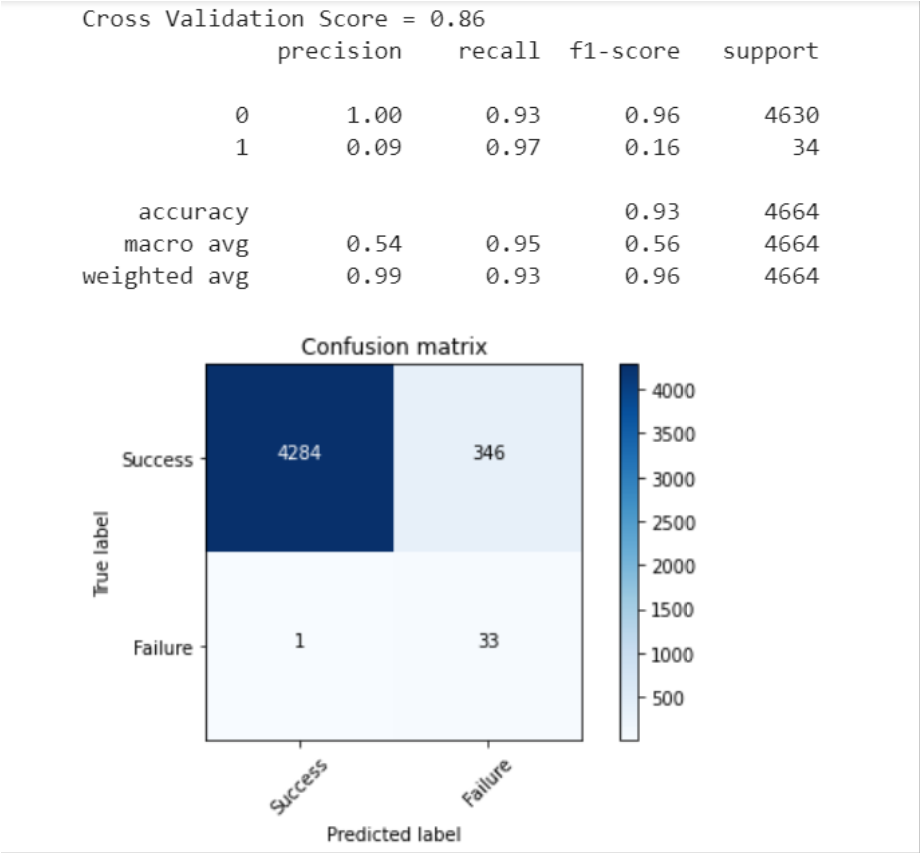 Cross Validation Score = 0.86
precision recall f1-score support
0 1.00 0.93 0.96 4630
1 0.09 0.97 0.16 34
accuracy 0.93 4664
macro avg 0.54 0.95 0.56 4664
weighted avg 0.99 0.93 0.96 4664
Confusion matrix
4000
3500
3000
2500
2000
1500
1000
500
True label
Success 4284 346
Failure 1 33
Success Failure
Predicted label